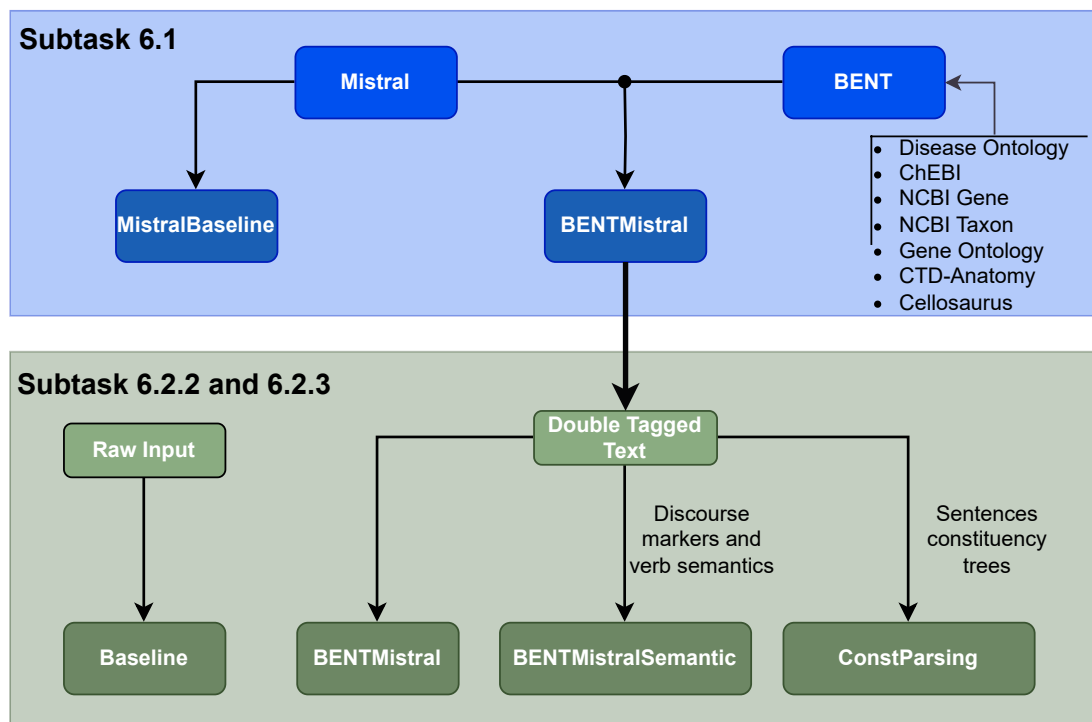 Subtask 6.1
Mistral
BENT
MistralBaseline
BENTMistral
Disease Ontology
ChEBI
NCBI Gene
NCBI Taxon
Gene Ontology
CTD-Anatomy
Cellosaurus
Subtask 6.2.2 and 6.2.3
Raw Input
Double Tagged
Text
Discourse
markers and
verb semantics
Sentences
constituency
trees
Baseline
BENTMistral
BENTMistralSemantic
ConstParsing